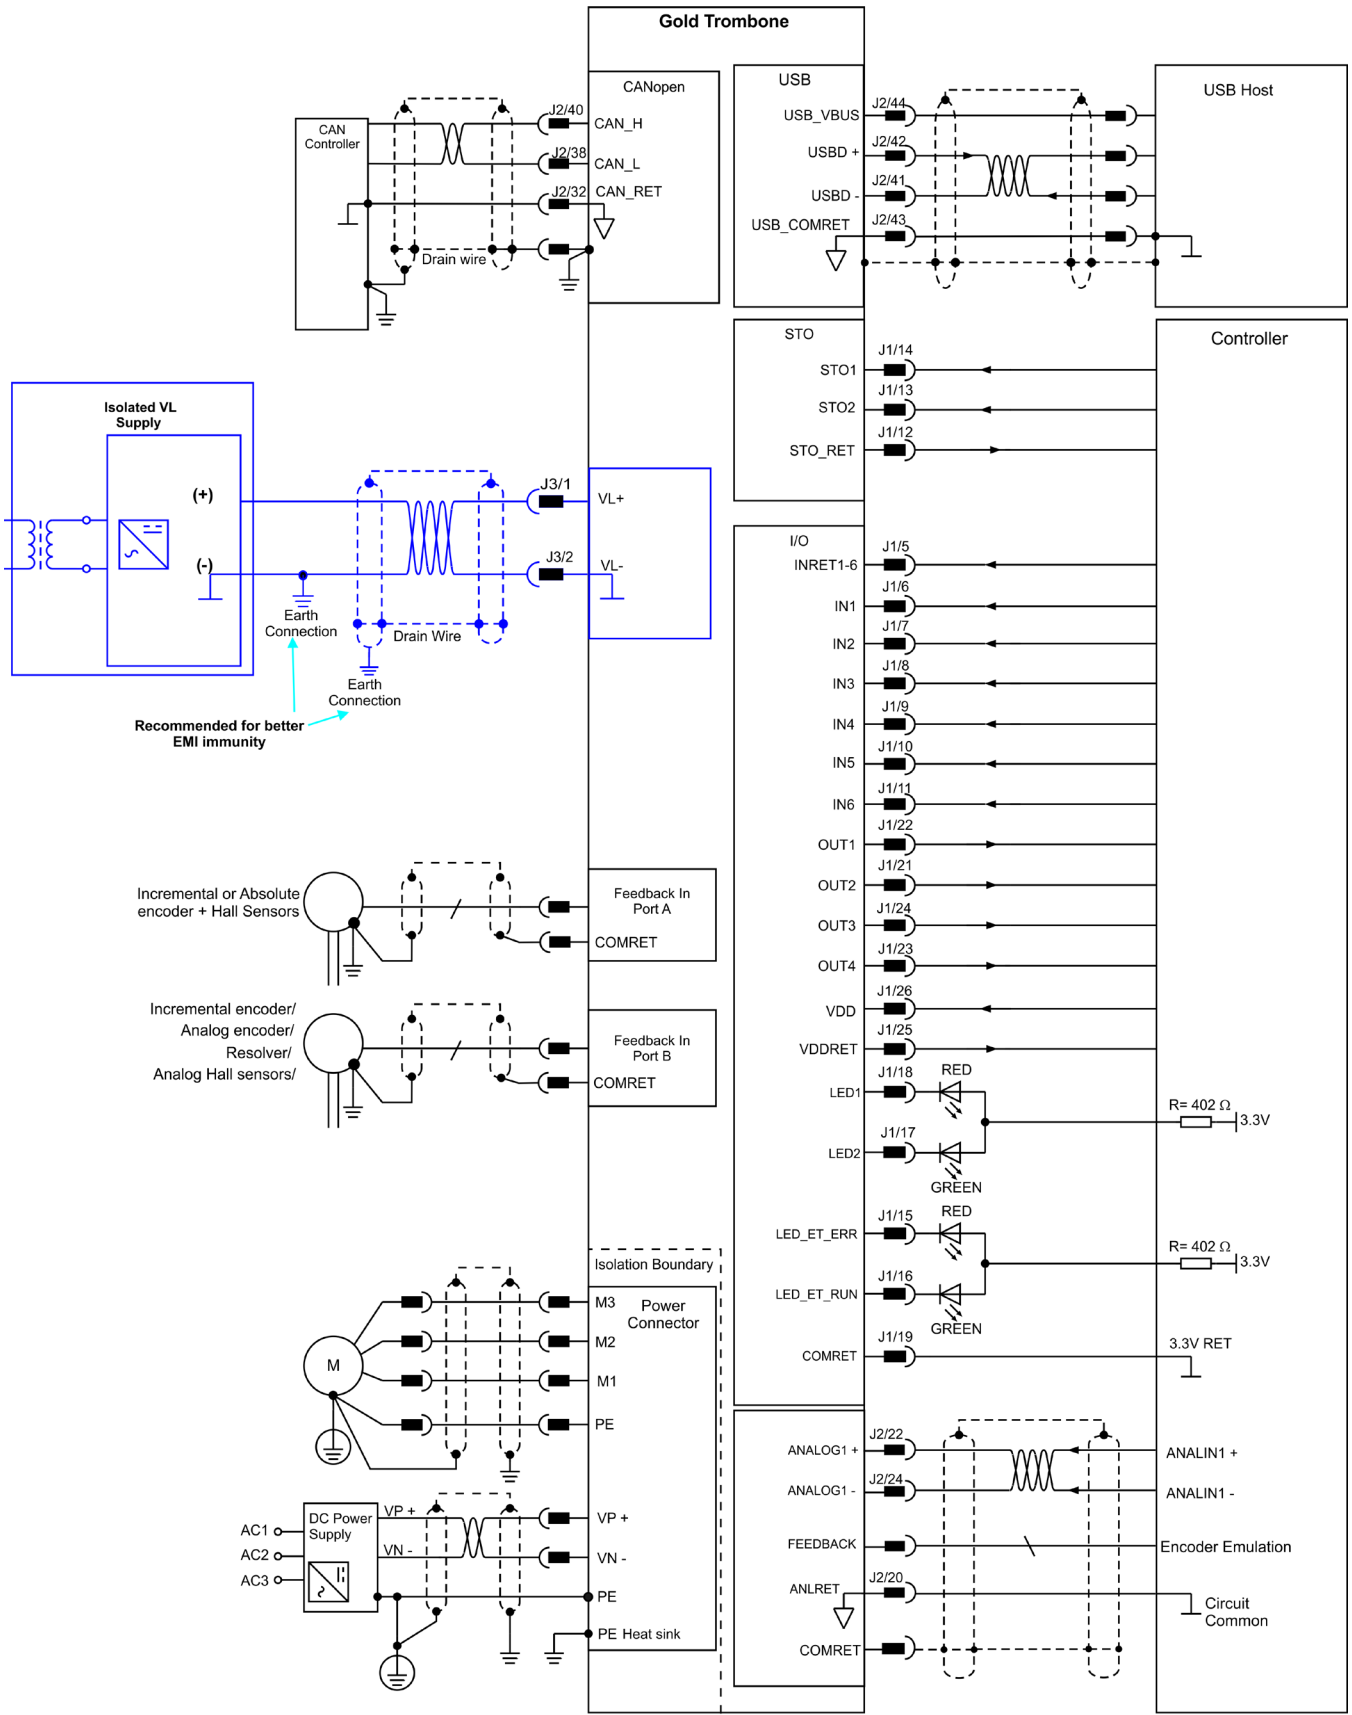 Gold Trombone
CANopen
CAN
Controller
J2/40
CAN_H
J2/38
CAN_L
J2/32
CAN_RET
Drain wire
USB
USB Host
J2/44
USB_VBUS
J2/42
USBD +
J2/41
USBD -
J2/43
USB_COMRET
STO
Controller
J1/14
STO1
J1/13
STO2
J1/12
STO_RET
Isolated VL
Supply
(+)
(-)
J3/1
VL+
J3/2
VL-
Earth
Connection
Drain Wire
Earth
Connection
Recommended for better
EMI immunity
I/O
J1/5
INRET1-6
J1/6
IN1
J1/7
IN2
J1/8
IN3
J1/9
IN4
J1/10
IN5
J1/11
IN6
J1/22
OUT1
J1/21
OUT2
J1/24
OUT3
J1/23
OUT4
J1/26
VDD
J1/25
VDDRET
J1/18
RED
LED1
R= 402 Ω
3.3V
J1/17
LED2
GREEN
J1/15
RED
LED_ET_ERR
R= 402 Ω
3.3V
J1/16
LED_ET_RUN
GREEN
J1/19
COMRET
3.3V RET
Incremental or Absolute
encoder + Hall Sensors
Feedback In
Port A
COMRET
Incremental encoder/
Analog encoder/
Resolver/
Analog Hall sensors/
Feedback In
Port B
COMRET
Isolation Boundary
Power
Connector
M3
M2
M
M1
PE
DC Power
Supply
AC1
AC2
AC3
VP +
VN -
VP +
VN -
PE
PE Heat sink
J2/22
ANALOG1 +
ANALIN1 +
J2/24
ANALOG1 -
ANALIN1 -
FEEDBACK
Encoder Emulation
J2/20
ANLRET
Circuit
Common
COMRET